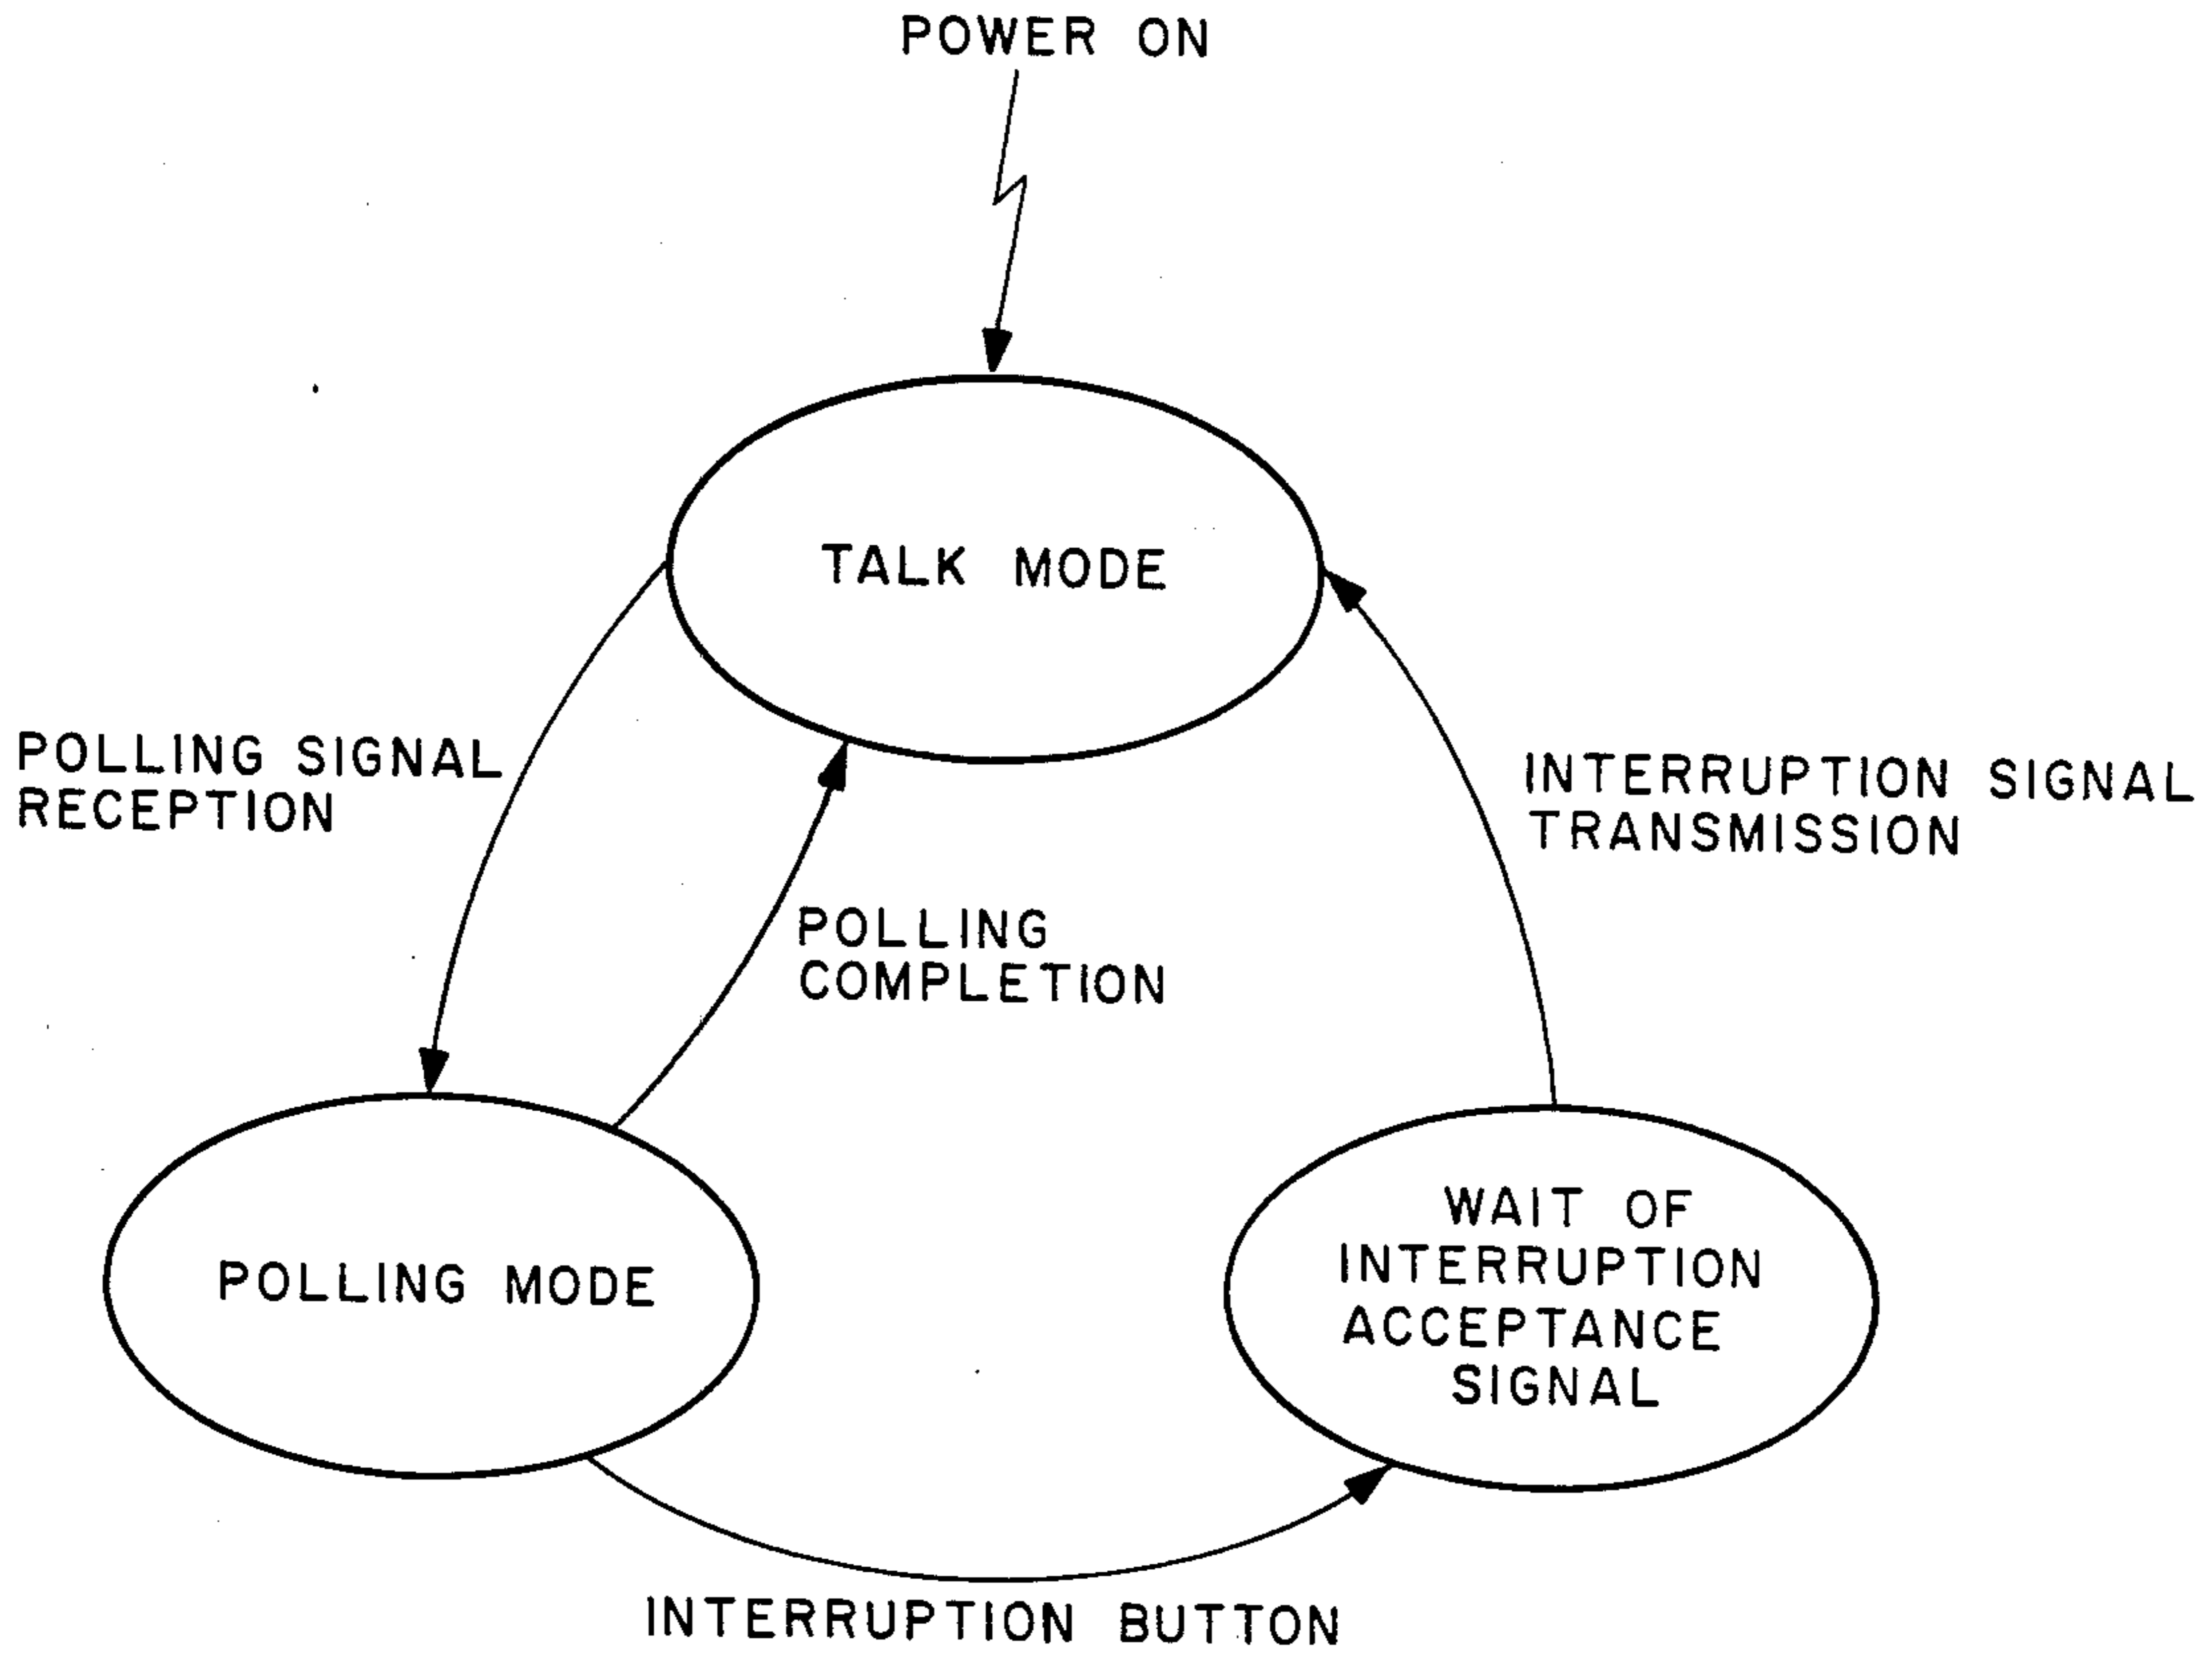 POWER ON
TALK MODE
POLLING SIGNAL
RECEPTION
INTERRUPTION SIGNAL
TRANSMISSION
POLLING
COMPLETION
POLLING MODE
WAIT OF
INTERRUPTION
ACCEPTANCE
SIGNAL
INTERRUPTION BUTTON